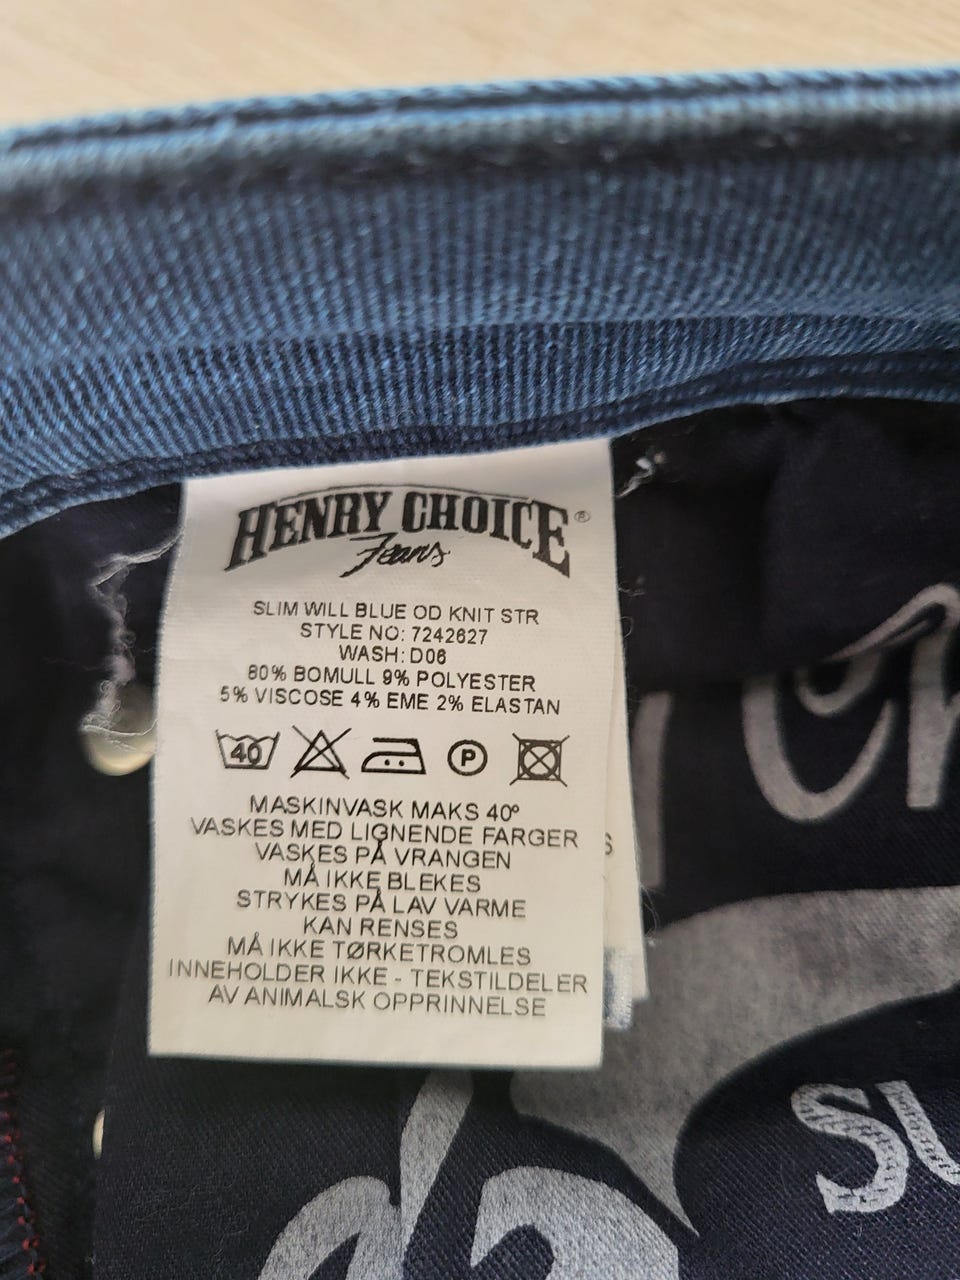 HENRY CHOICE ®
Jeans
SLIM WILL BLUE OD KNIT STR
STYLE NO: 7242627
WASH: D06
80% BOMULL 9% POLYESTER
5% VISCOSE 4% EME 2% ELASTAN
40 P
MASKINVASK MAKS 40°
VASKES MED LIGNENDE FARGER
VASKES PÅ VRANGEN
MÅ IKKE BLEKES
STRYKES PÅ LAV VARME
KAN RENSES
MÅ IKKE TØRKETROMLES
INNEHOLDER IKKE - TEKSTILDELER
AV ANIMALSK OPPRINNELSE